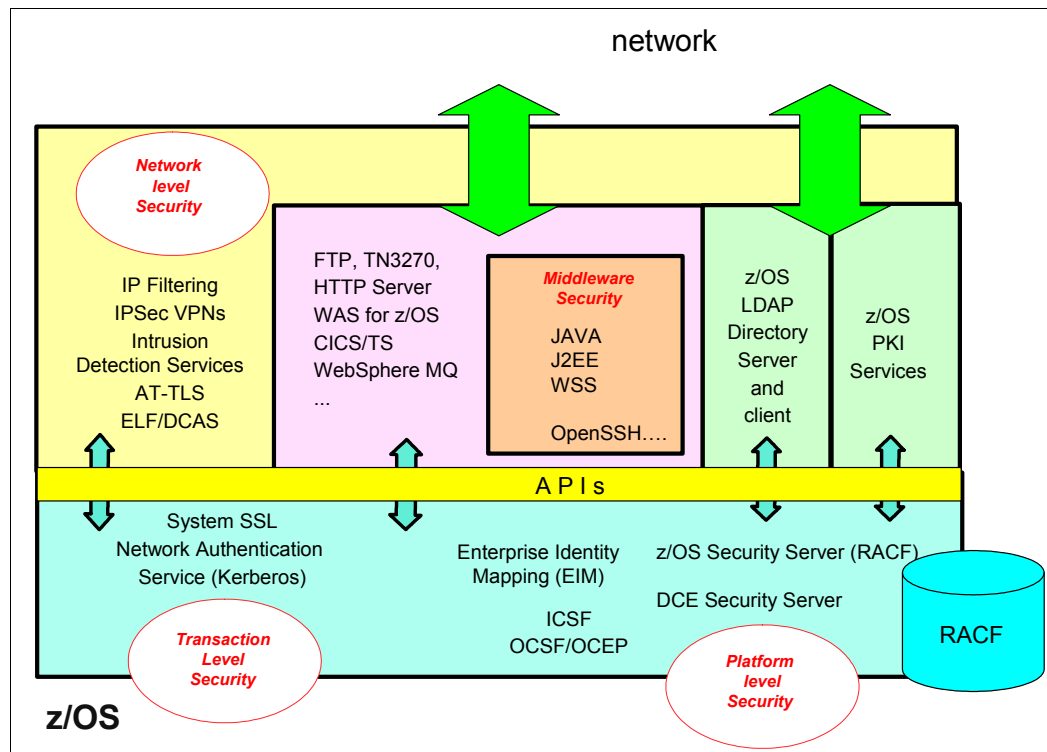 network
Network
level
Security
IP Filtering
IPSec VPNs
Intrusion
Detection Services
AT-TLS
ELF/DCAS
FTP, TN3270,
HTTP Server
WAS for z/OS
CICS/TS
WebSphere MQ
...
Middleware
Security
JAVA
J2EE
WSS
OpenSSH....
z/OS
LDAP
Directory
Server
and
client
z/OS
PKI
Services
A P I s
System SSL
Network Authentication
Service (Kerberos)
Enterprise Identity
Mapping (EIM)
ICSF
OCSF/OCEP
z/OS Security Server (RACF)
DCE Security Server
RACF
Transaction
Level
Security
Platform
level
Security
z/OS